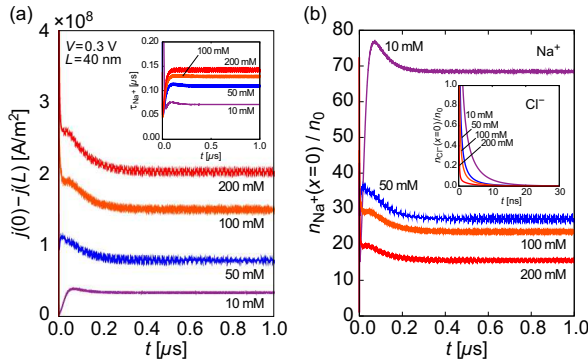 (a)
×10⁸
4
3
2
1
0
j(0)−j(L) [A/m²]
V=0.3 V
L=40 nm
0.20
0.15
0.10
0.05
0.0
0.5
1.0
τNa⁺ [µs]
t [µs]
100 mM
200 mM
50 mM
10 mM
200 mM
100 mM
50 mM
10 mM
0.0 0.2 0.4 0.6 0.8 1.0
t [µs]
(b)
80
70
60
50
40
30
20
10
0
nNa⁺(x=0) / n₀
10 mM
Na⁺
Cl⁻
1.0
0.8
0.6
0.4
0.2
0.0
nCl⁻(x=0)/n₀
10 mM
50 mM
100 mM
200 mM
0 10 20 30
t [ns]
50 mM
100 mM
200 mM
0.0 0.2 0.4 0.6 0.8 1.0
t [µs]